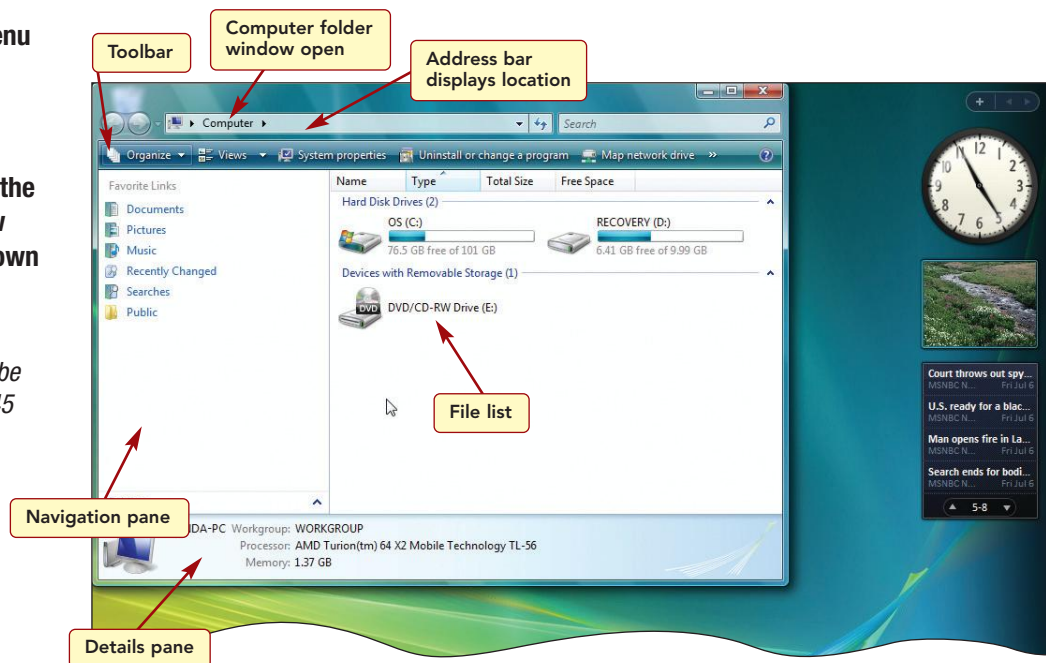 enu
the
v
own
be
45
Toolbar
Computer folder
window open
Address bar
displays location
Computer
Search
Organize Views System properties Uninstall or change a program Map network drive »
?
Favorite Links
Documents
Pictures
Music
Recently Changed
Searches
Public
Name Type Total Size Free Space
Hard Disk Drives (2)
OS (C:)
76.5 GB free of 101 GB
RECOVERY (D:)
6.41 GB free of 9.99 GB
Devices with Removable Storage (1)
DVD
DVD/CD-RW Drive (E:)
File list
Navigation pane
Details pane
DA-PC Workgroup: WORKGROUP
Processor: AMD Turion(tm) 64 X2 Mobile Technology TL-56
Memory: 1.37 GB
11 12 1
2
3
4
5
6
7
8
9
Court throws out spy...
MSNBC N... Fri Jul 6
U.S. ready for a blac...
MSNBC N... Fri Jul 6
Man opens fire in La...
MSNBC N... Fri Jul 6
Search ends for bodi...
MSNBC N... Fri Jul 6
5-8